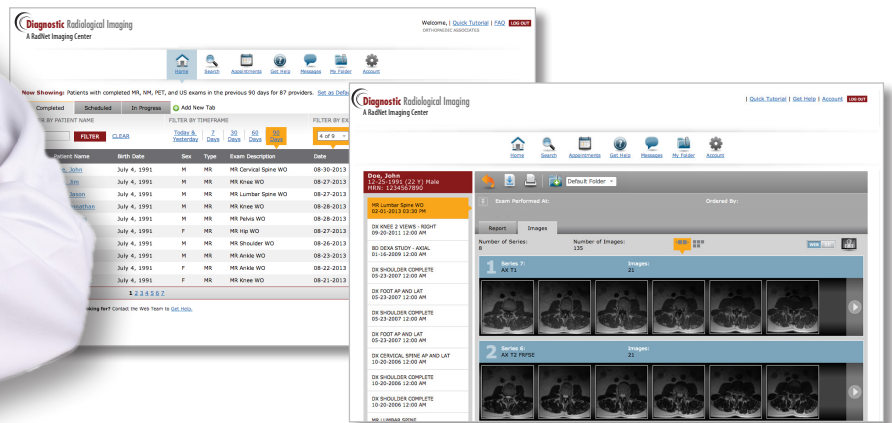 Diagnostic Radiological Imaging
A RadNet Imaging Center
Welcome, | Quick Tutorial | FAQ LOG OUT
ORTHOPAEDIC ASSOCIATES
Home Search Appointments Get Help Messages My Folder Account
Now Showing: Patients with completed MR, NM, PET, and US exams in the previous 90 days for 87 providers. Set as Defau
Completed Scheduled In Progress Add New Tab
BY PATIENT NAME FILTER BY TIMEFRAME FILTER BY EX
FILTER CLEAR Today & Yesterday 7 Days 30 Days 60 Days 90 Days 4 of 9
Patient Name Birth Date Sex Type Exam Description Date
John July 4, 1991 M MR MR Cervical Spine WO 08-30-2013
Jim July 4, 1991 M MR MR Knee WO 08-27-2013
Jason July 4, 1991 M MR MR Lumbar Spine WO 08-27-2013
July 4, 1991 M MR MR Knee WO 08-28-2013
July 4, 1991 M MR MR Pelvis WO 08-28-2013
July 4, 1991 F MR MR Hip WO 08-27-2013
July 4, 1991 M MR MR Shoulder WO 08-26-2013
July 4, 1991 M MR MR Ankle WO 08-23-2013
July 4, 1991 F MR MR Ankle WO 08-22-2013
July 4, 1991 F MR MR Knee WO 08-21-2013
1 2 3 4 5 6 7
for? Contact the Web Team to Get Help.
Diagnostic Radiological Imaging
A RadNet Imaging Center
| Quick Tutorial | Get Help | Account LOG OUT
Home Search Appointments Get Help Messages My Folder Account
Doe, John
12-25-1991 (22 Y) Male
MRN: 1234567890
Default Folder
Exam Performed At: Ordered By:
Report Images
Number of Series: Number of Images:
8 135
WEB
MR Lumbar Spine WO
02-01-2013 03:30 PM
DX KNEE 2 VIEWS - RIGHT
09-20-2011 12:00 AM
BD DEXA STUDY - AXIAL
01-16-2009 12:00 AM
DX SHOULDER COMPLETE
05-23-2007 12:00 AM
DX FOOT AP AND LAT
05-23-2007 12:00 AM
DX SHOULDER COMPLETE
05-23-2007 12:00 AM
DX FOOT AP AND LAT
05-23-2007 12:00 AM
DX CERVICAL SPINE AP AND LAT
10-20-2006 12:00 AM
DX SHOULDER COMPLETE
10-20-2006 12:00 AM
DX SHOULDER COMPLETE
10-20-2006 12:00 AM
MR LUMBAR SPINE
1 Series 7: Images:
AX T1 21
2 Series 6: Images:
AX T2 FRFSE 21